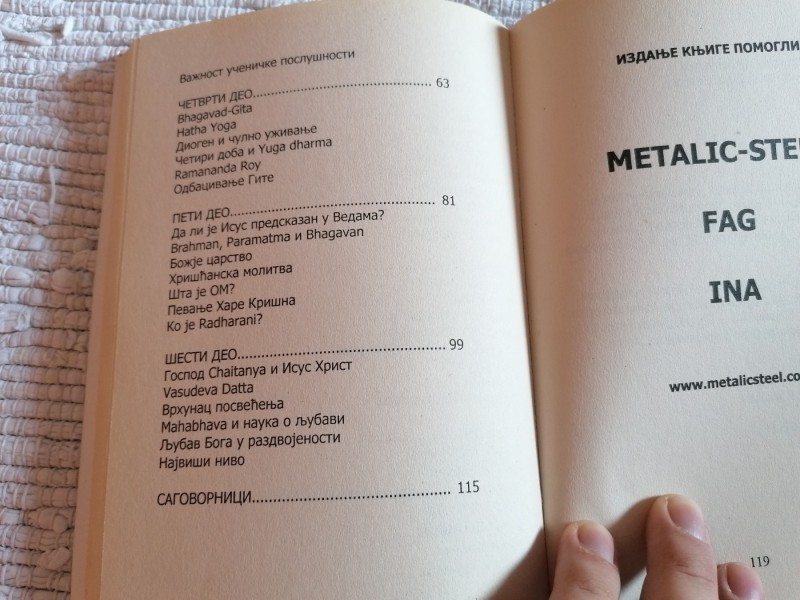 Важност ученичке послушности
ЧЕТВРТИ ДЕО........................................ 63
Bhagavad-Gita
Hatha Yoga
Диоген и чулно уживање
Четири доба и Yuga dharma
Ramananda Roy
Одбацивање Гите
ПЕТИ ДЕО............................................. 81
Да ли је Исус предсказан у Ведама?
Brahman, Paramatma и Bhagavan
Божје царство
Хришћанска молитва
Шта је ОМ?
Певање Харе Кришна
Ко је Radharani?
ШЕСТИ ДЕО.............................................99
Господ Chaitanya и Исус Христ
Vasudeva Datta
Врхунац посвећења
Mahabhava и наука о љубави
Љубав Бога у раздвојености
Највиши ниво
САГОВОРНИЦИ........................................... 115
ИЗДАЊЕ КЊИГЕ ПОМОГЛИ
METALIC-STEE
FAG
INA
www.metalicsteel.co
119